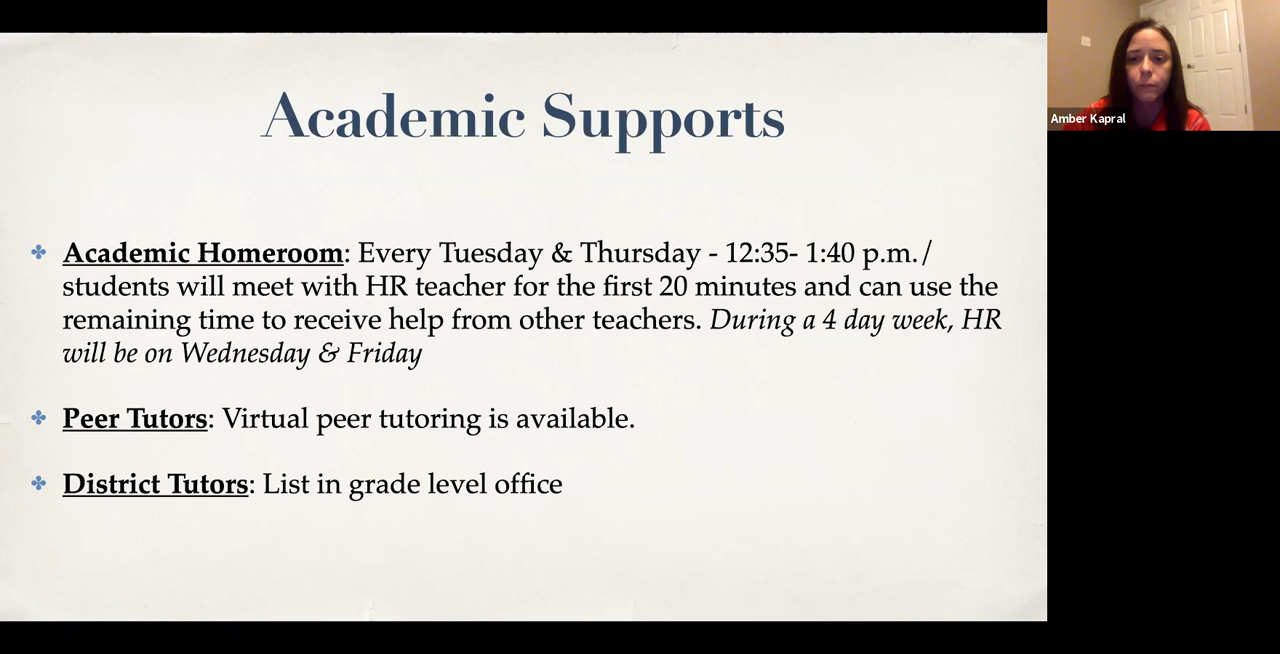 Academic Supports
Academic Homeroom: Every Tuesday & Thursday - 12:35- 1:40 p.m./
students will meet with HR teacher for the first 20 minutes and can use the
remaining time to receive help from other teachers. During a 4 day week, HR
will be on Wednesday & Friday
Peer Tutors: Virtual peer tutoring is available.
District Tutors: List in grade level office
Amber Kapral